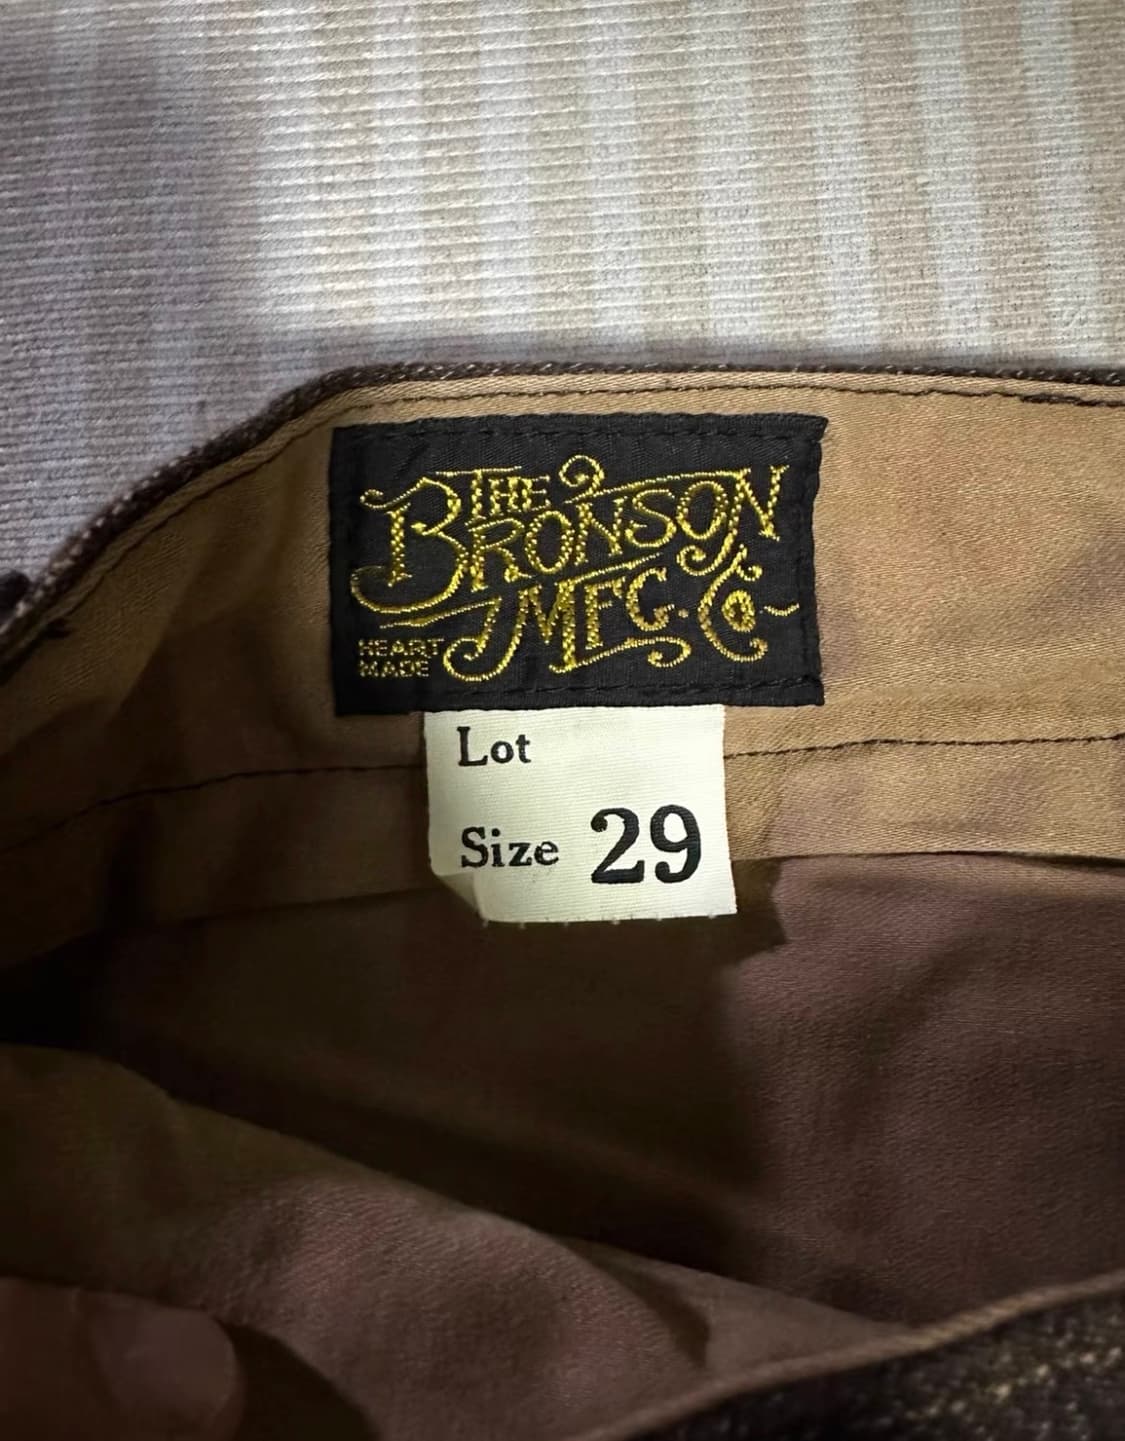 THE
BRONSON
MFG. Co
HEART
MADE
Lot
Size 29